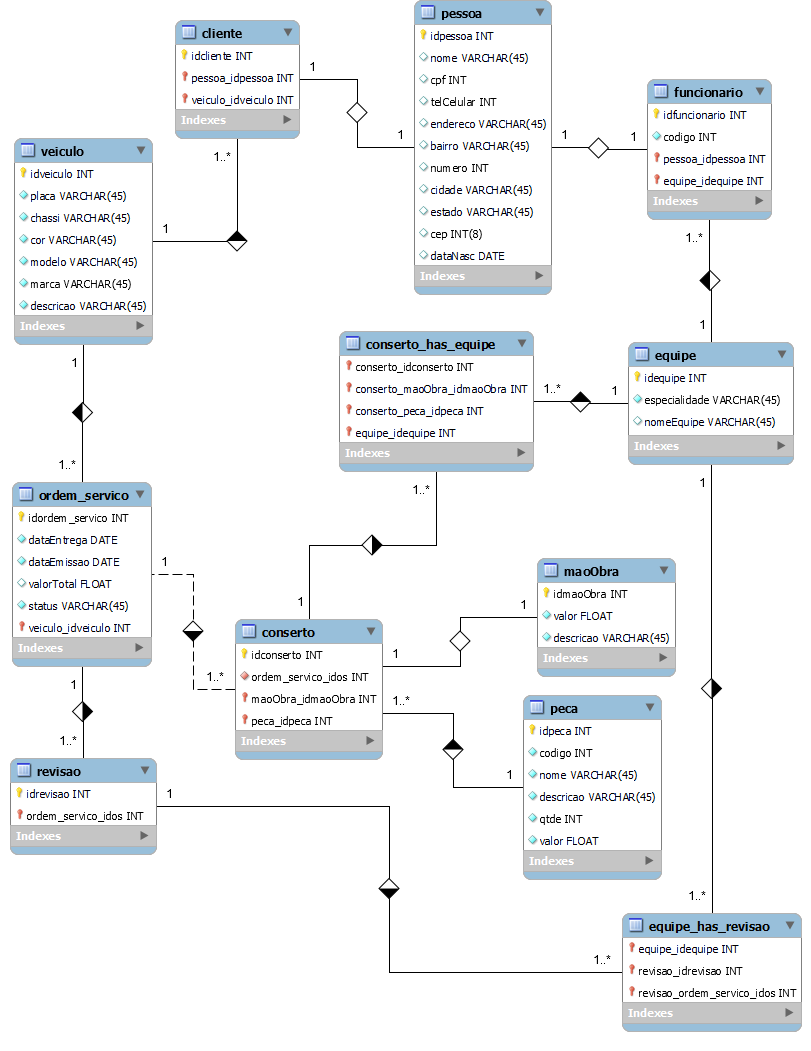 pessoa
idpessoa INT
nome VARCHAR(45)
cpf INT
telCelular INT
endereco VARCHAR(45)
bairro VARCHAR(45)
numero INT
cidade VARCHAR(45)
estado VARCHAR(45)
cep INT(8)
dataNasc DATE
Indexes
cliente
idcliente INT
pessoa_idpessoa INT
veiculo_idveiculo INT
Indexes
1
1
1
1
1..*
1
funcionario
idfuncionario INT
codigo INT
pessoa_idpessoa INT
equipe_idequipe INT
Indexes
1..*
1
veiculo
idveiculo INT
placa VARCHAR(45)
chassi VARCHAR(45)
cor VARCHAR(45)
modelo VARCHAR(45)
marca VARCHAR(45)
descricao VARCHAR(45)
Indexes
1
1..*
conserto_has_equipe
conserto_idconserto INT
conserto_maoObra_idmaoObra INT
conserto_peca_idpeca INT
equipe_idequipe INT
Indexes
1..*
1
1..*
1
equipe
idequipe INT
especialidade VARCHAR(45)
nomeEquipe VARCHAR(45)
Indexes
1
1..*
ordem_servico
idordem_servico INT
dataEntrega DATE
dataEmissao DATE
valorTotal FLOAT
status VARCHAR(45)
veiculo_idveiculo INT
Indexes
1
1..*
1
1..*
conserto
idconserto INT
ordem_servico_idos INT
maoObra_idmaoObra INT
peca_idpeca INT
Indexes
1
1
1..*
1
maoObra
idmaoObra INT
valor FLOAT
descricao VARCHAR(45)
Indexes
peca
idpeca INT
codigo INT
nome VARCHAR(45)
descricao VARCHAR(45)
qtde INT
valor FLOAT
Indexes
revisao
idrevisao INT
ordem_servico_idos INT
Indexes
1
1..*
equipe_has_revisao
equipe_idequipe INT
revisao_idrevisao INT
revisao_ordem_servico_idos INT
Indexes